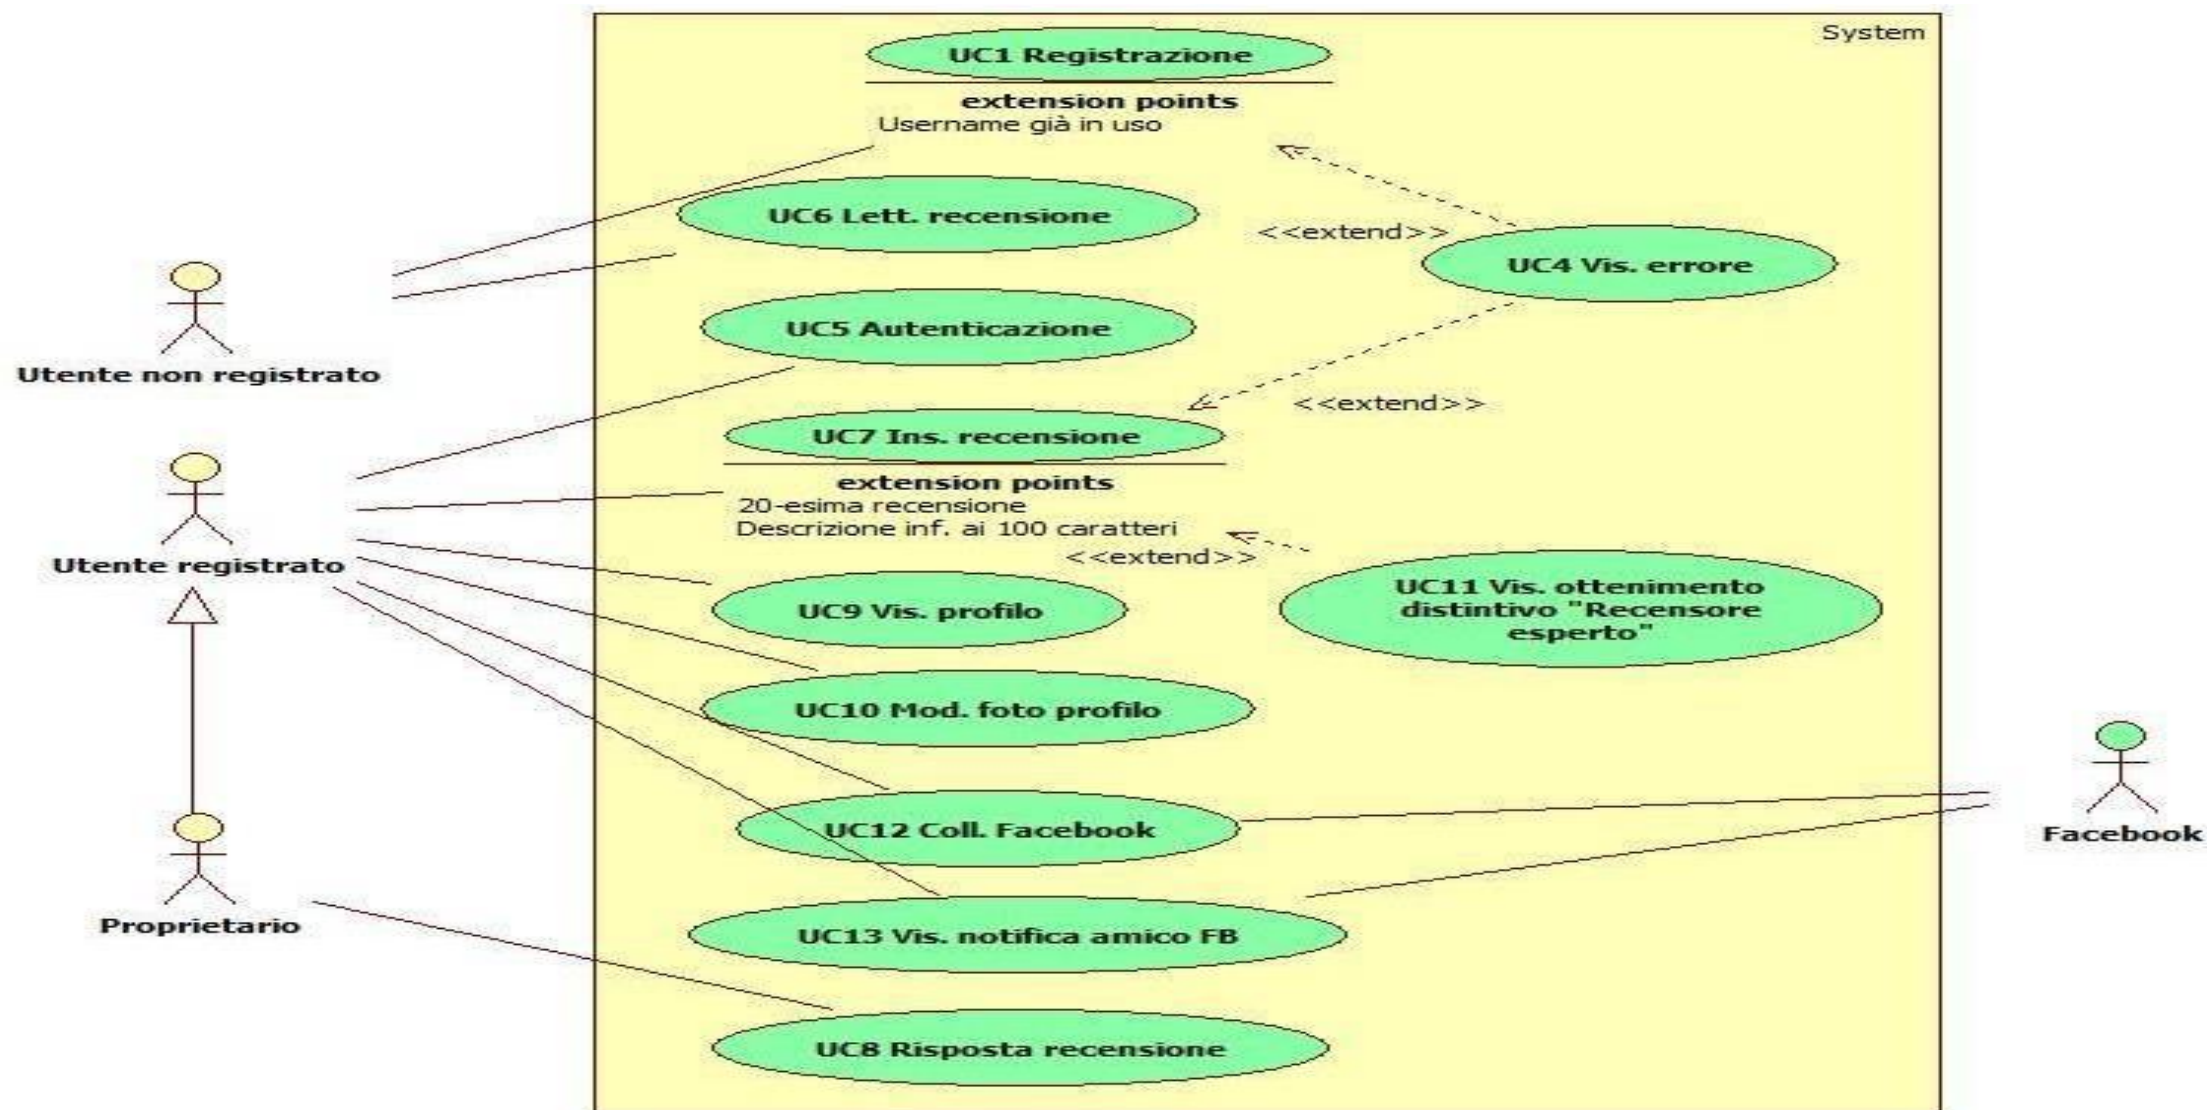 System
UC1 Registrazione
extension points
Username già in uso
UC6 Lett. recensione
<<extend>>
UC4 Vis. errore
UC5 Autenticazione
Utente non registrato
<<extend>>
UC7 Ins. recensione
extension points
20-esima recensione
Descrizione inf. ai 100 caratteri
<<extend>>
Utente registrato
UC11 Vis. ottenimento
distintivo "Recensore
esperto"
UC9 Vis. profilo
UC10 Mod. foto profilo
UC12 Coll. Facebook
Facebook
Proprietario
UC13 Vis. notifica amico FB
UC8 Risposta recensione